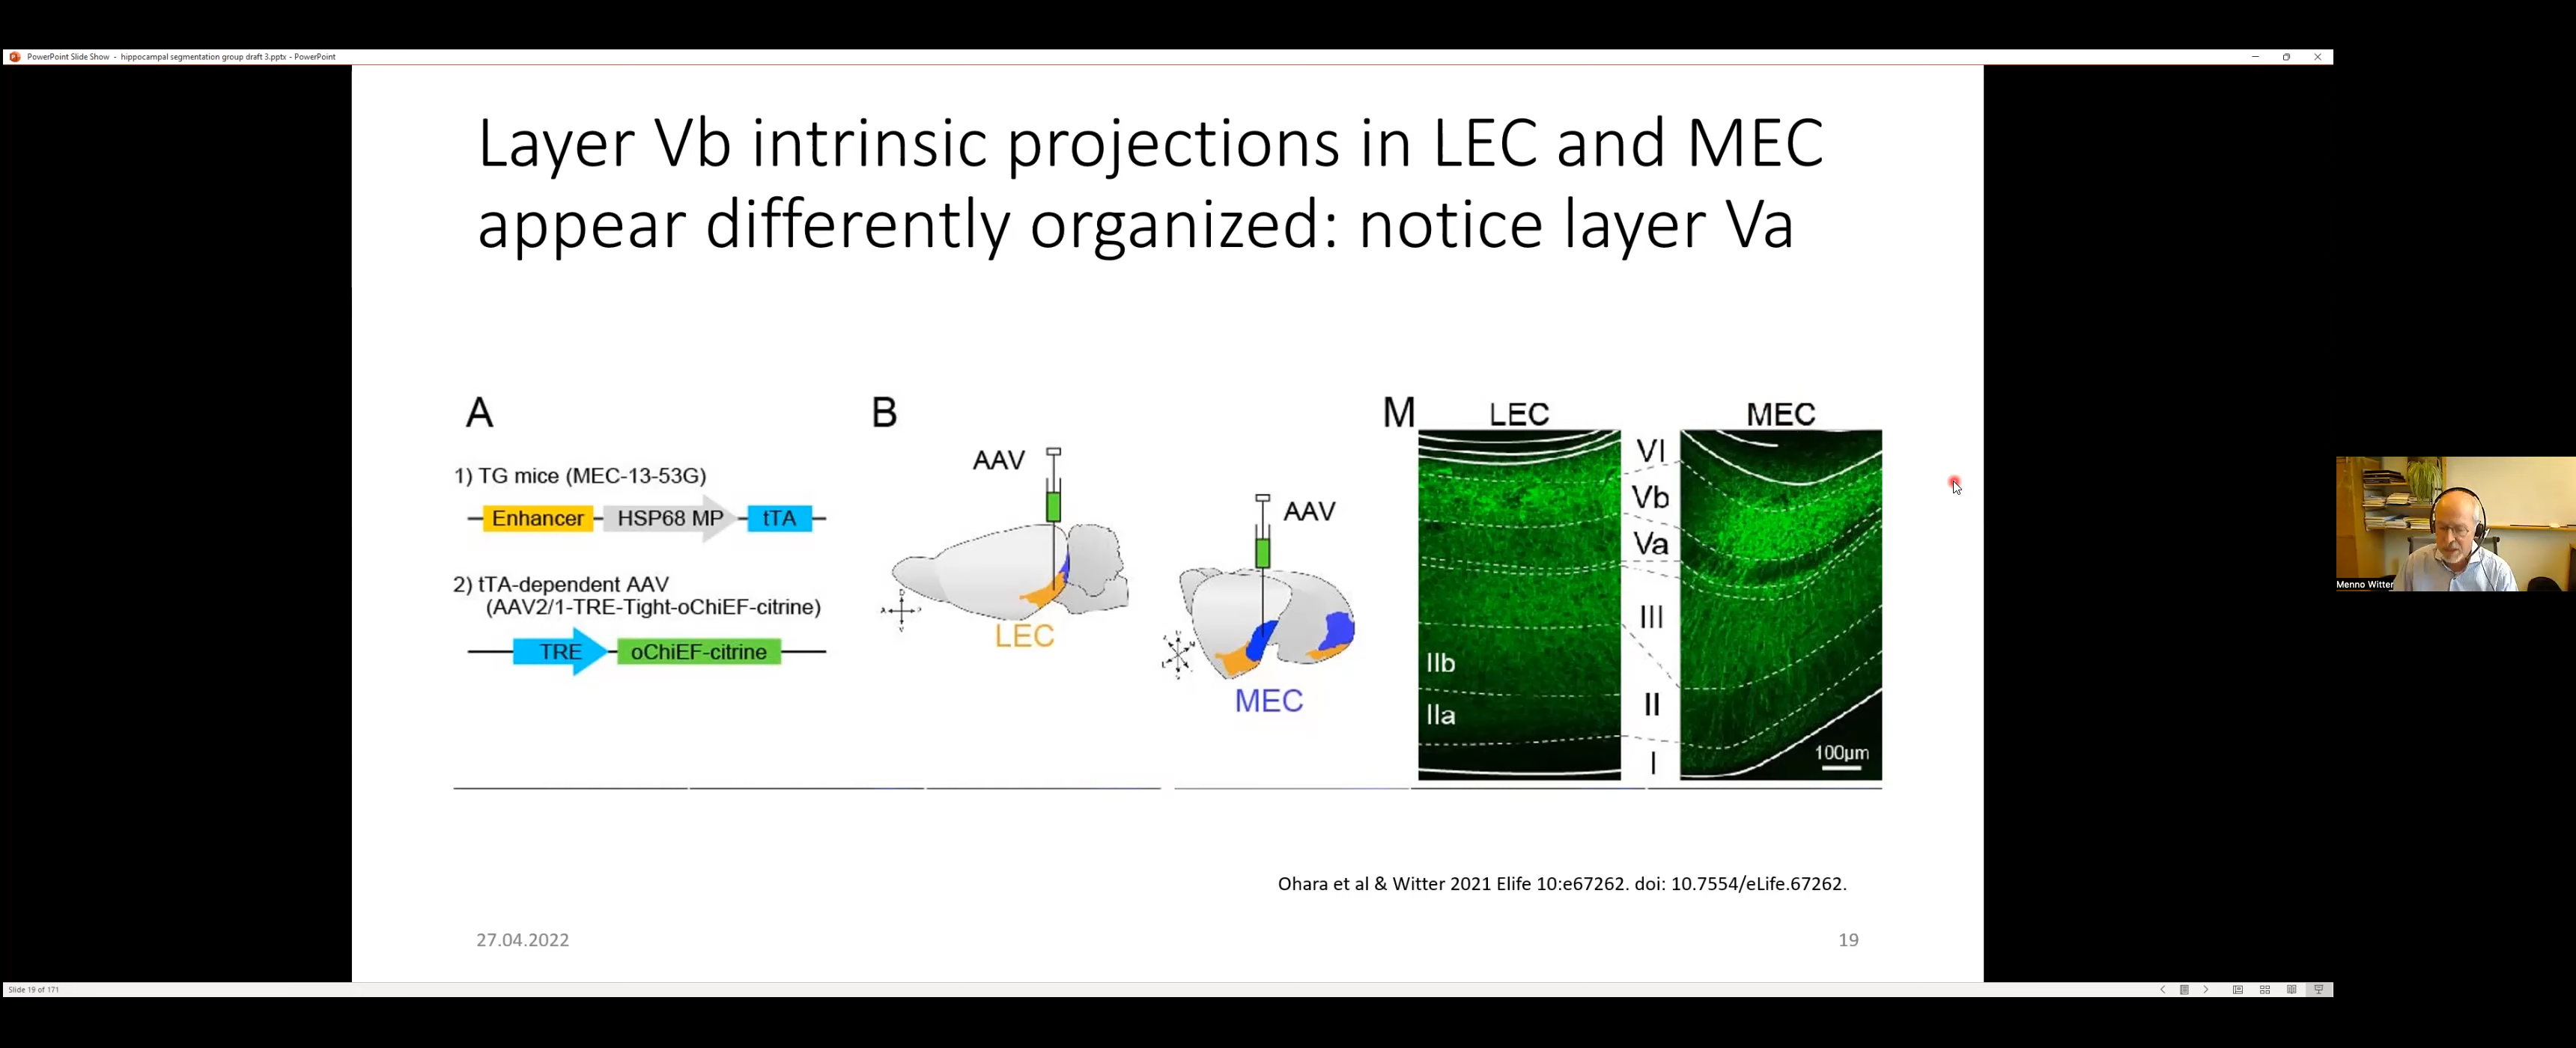 PowerPoint Slide Show - hippocampal segmentation group draft 3.pptx - PowerPoint
Layer Vb intrinsic projections in LEC and MEC
appear differently organized: notice layer Va
A
1) TG mice (MEC-13-53G)
Enhancer HSP68 MP tTA
2) tTA-dependent AAV
(AAV2/1-TRE-Tight-oChiEF-citrine)
TRE oChiEF-citrine
B
AAV
LEC
AAV
MEC
M
LEC MEC
VI
Vb
Va
III
IIb
II
IIa
I
100µm
Ohara et al & Witter 2021 Elife 10:e67262. doi: 10.7554/eLife.67262.
27.04.2022 19
Slide 19 of 171
Menno Witter